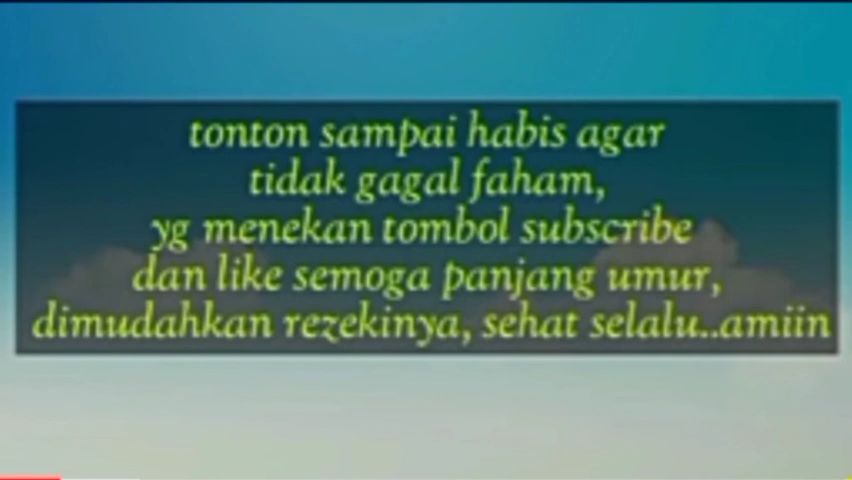 tonton sampai habis agar
tidak gagal faham,
yg menekan tombol subscribe
dan like semoga panjang umur,
dimudahkan rezekinya, sehat selalu..amiin